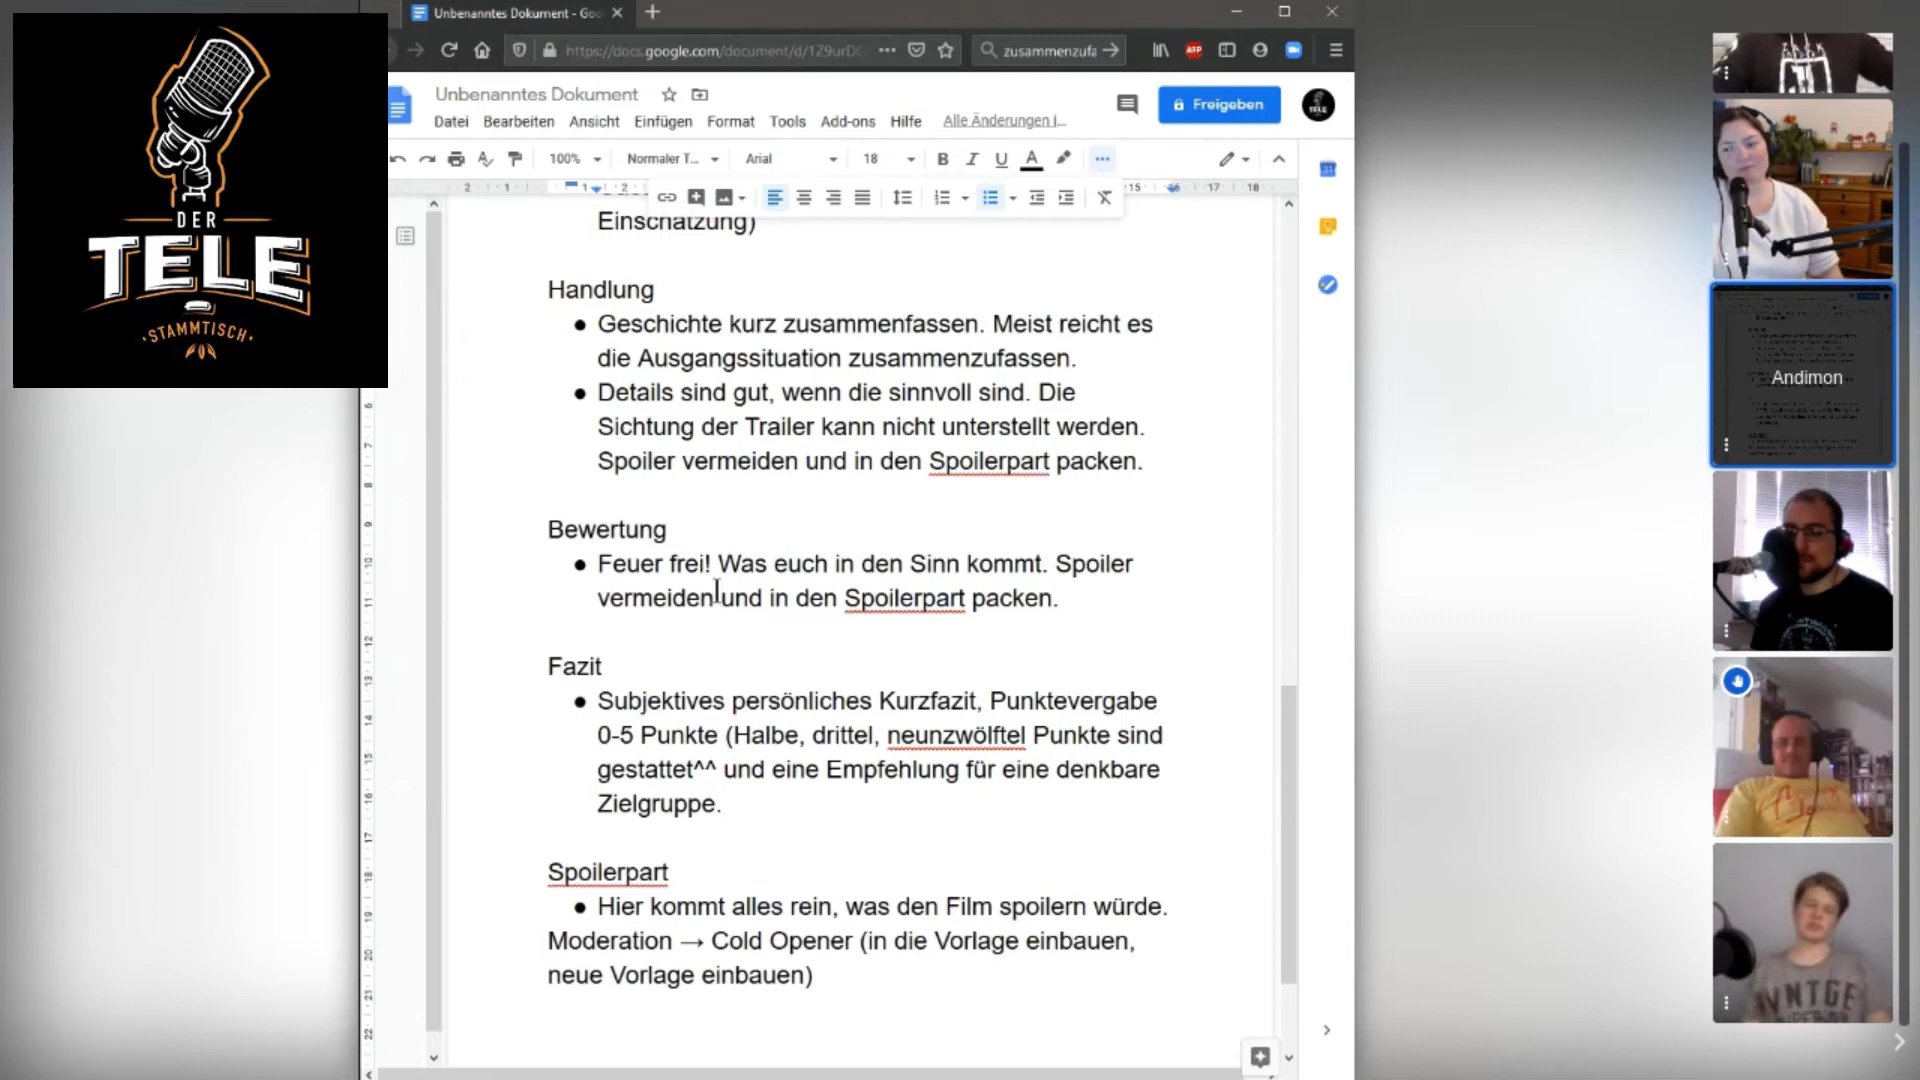 DER
TELE
·STAMMTISCH·
Unbenanntes Dokument - Goo
https://docs.google.com/document/d/1Z9urD
zusammenzufa
Unbenanntes Dokument
Freigeben
Datei Bearbeiten Ansicht Einfügen Format Tools Add-ons Hilfe Alle Änderungen i...
100% Normaler T... Arial 18
Einschätzung)
Handlung
● Geschichte kurz zusammenfassen. Meist reicht es
die Ausgangssituation zusammenzufassen.
● Details sind gut, wenn die sinnvoll sind. Die
Sichtung der Trailer kann nicht unterstellt werden.
Spoiler vermeiden und in den Spoilerpart packen.
Bewertung
● Feuer frei! Was euch in den Sinn kommt. Spoiler
vermeiden und in den Spoilerpart packen.
Fazit
● Subjektives persönliches Kurzfazit, Punktevergabe
0-5 Punkte (Halbe, drittel, neunzwölftel Punkte sind
gestattet^^ und eine Empfehlung für eine denkbare
Zielgruppe.
Spoilerpart
● Hier kommt alles rein, was den Film spoilern würde.
Moderation → Cold Opener (in die Vorlage einbauen,
neue Vorlage einbauen)
Andimon